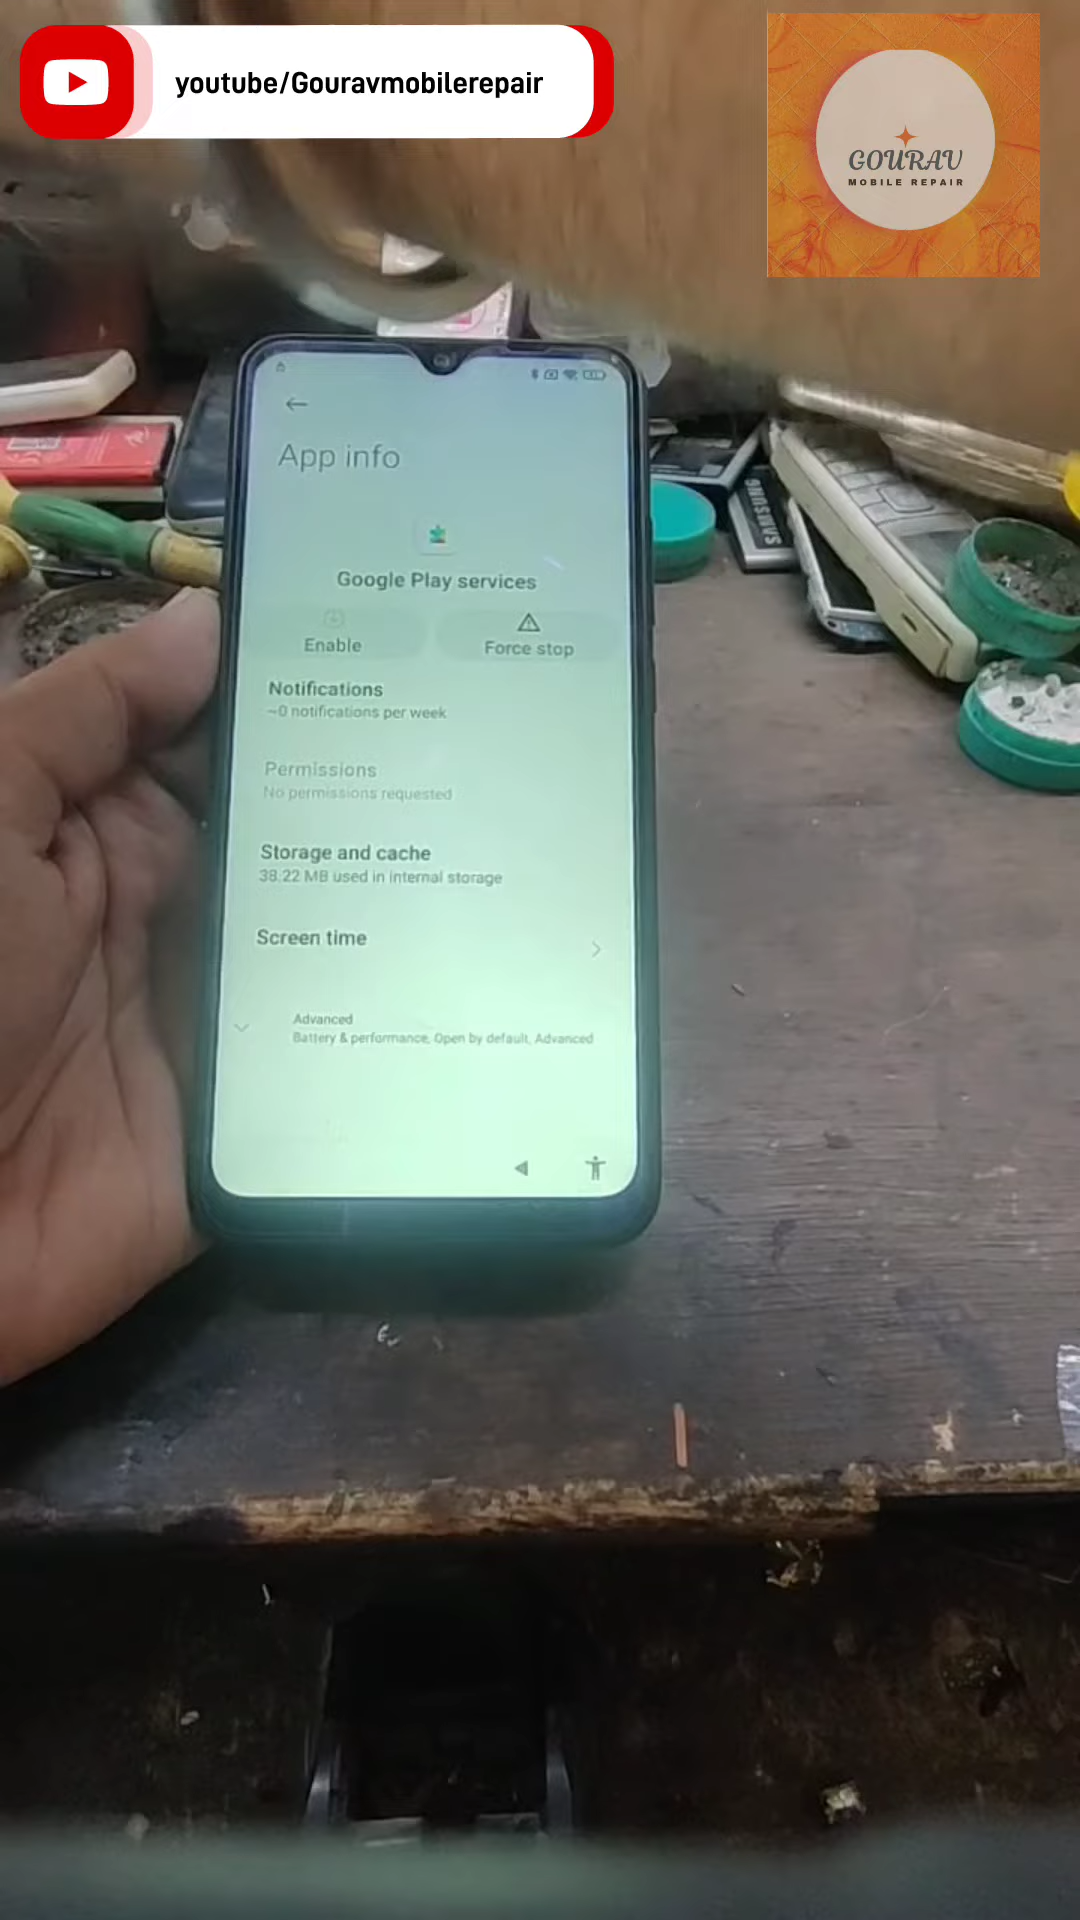 youtube/Gouravmobilerepair
GOURAV
MOBILE REPAIR
App info
Google Play services
Enable
Force stop
Notifications
~0 notifications per week
Permissions
No permissions requested
Storage and cache
38.22 MB used in internal storage
Screen time
Advanced
Battery & performance, Open by default, Advanced
SAMSUNG